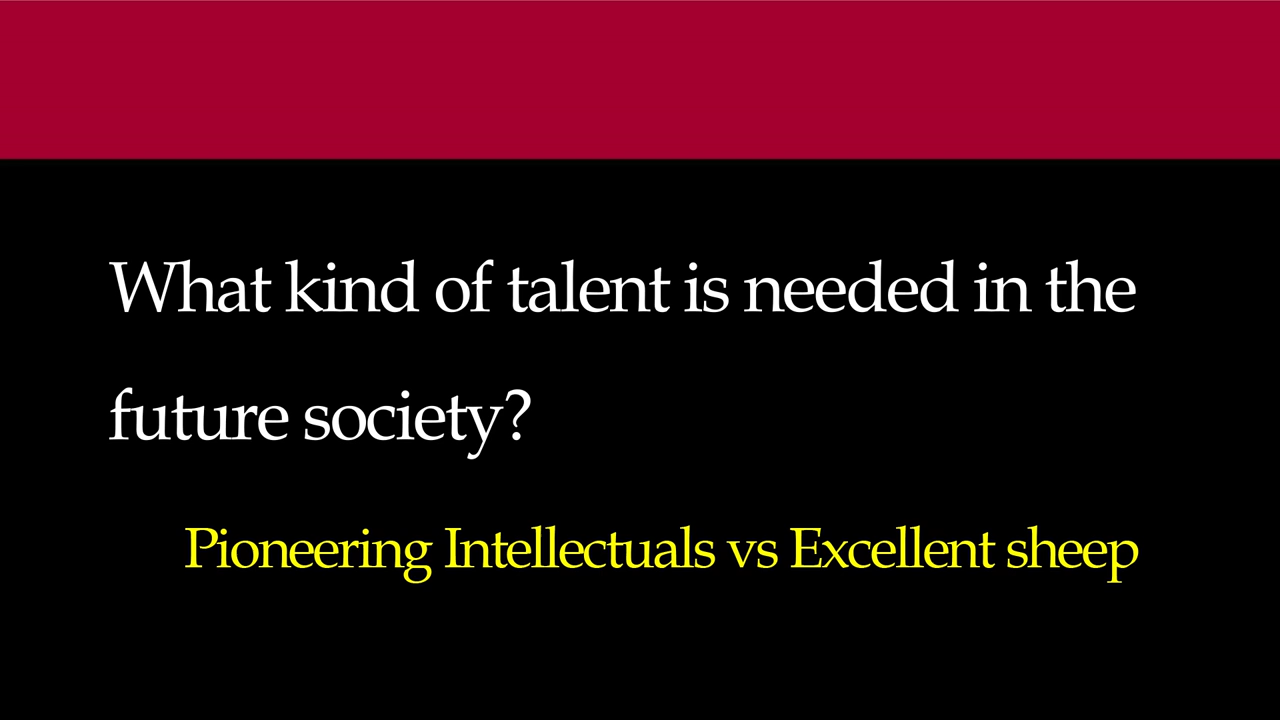 What kind of talent is needed in the
future society?
Pioneering Intellectuals vs Excellent sheep